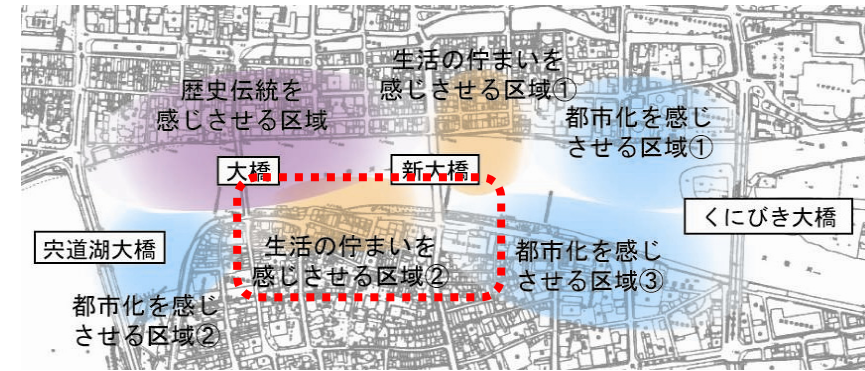 生活の佇まいを
感じさせる区域①
歴史伝統を
感じさせる区域
都市化を感じ
させる区域①
大橋
新大橋
くにびき大橋
宍道湖大橋
生活の佇まいを
感じさせる区域②
都市化を感じ
させる区域③
都市化を感じ
させる区域②